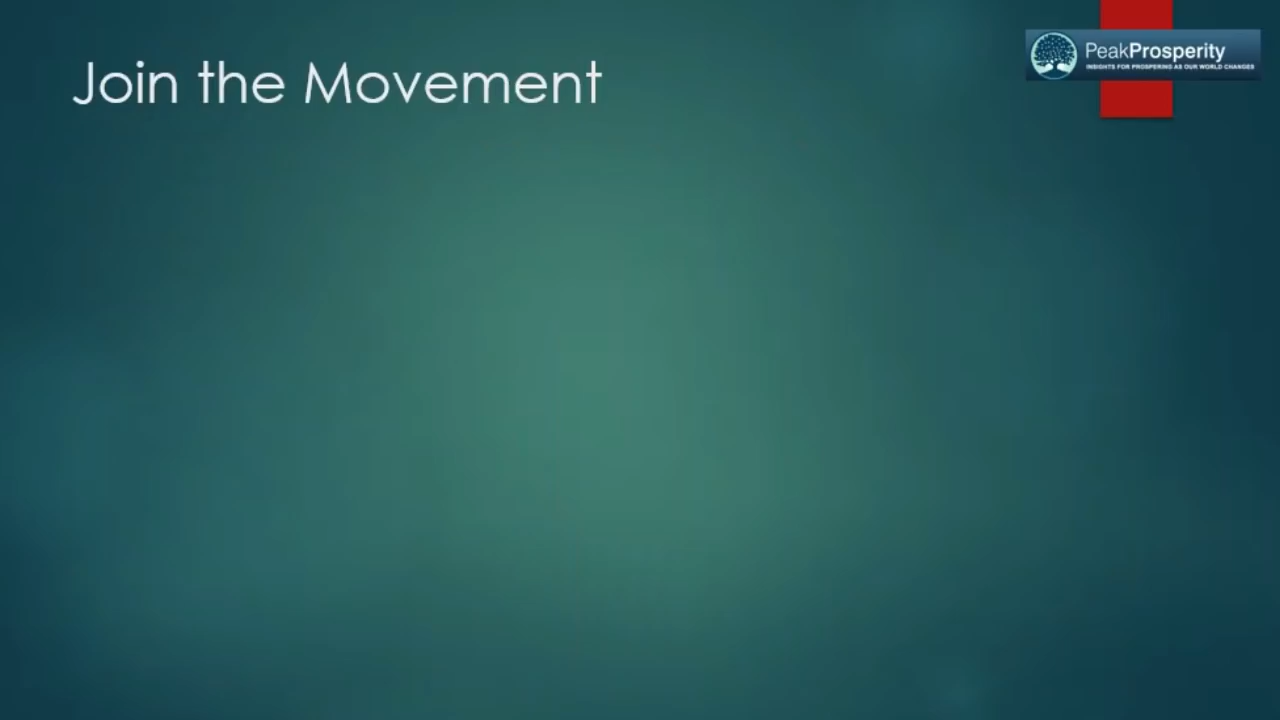 Join the Movement
PeakProsperity
INSIGHTS FOR PROSPERING AS OUR WORLD CHANGES